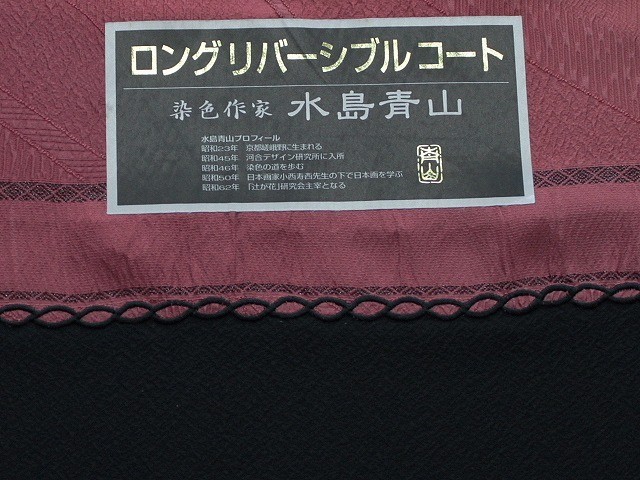 ロングリバーシブルコート
染色作家 水島青山
水島青山プロフィール
昭和23年 京都嵯峨野に生まれる
昭和45年 河合デザイン研究所に入所
昭和46年 染色の道を歩む
昭和50年 日本画家小西寿西先生の下で日本画を学ぶ
昭和62年 「辻が花」研究会主宰となる
青山